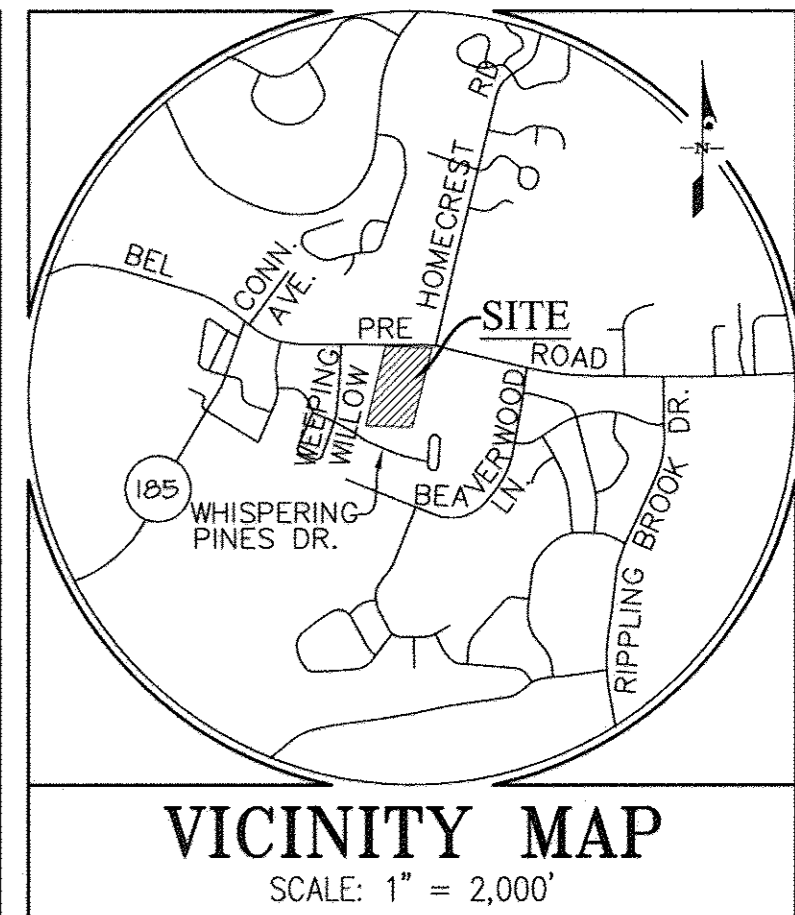 RD
HOMECREST
-N-
BEL
CONN.
AVE.
PRE
SITE
ROAD
WEEPING
WILLOW
BEAVERWOOD
LN.
185
WHISPERING
PINES DR.
RIPPLING BROOK DR.
VICINITY MAP
SCALE: 1" = 2,000'